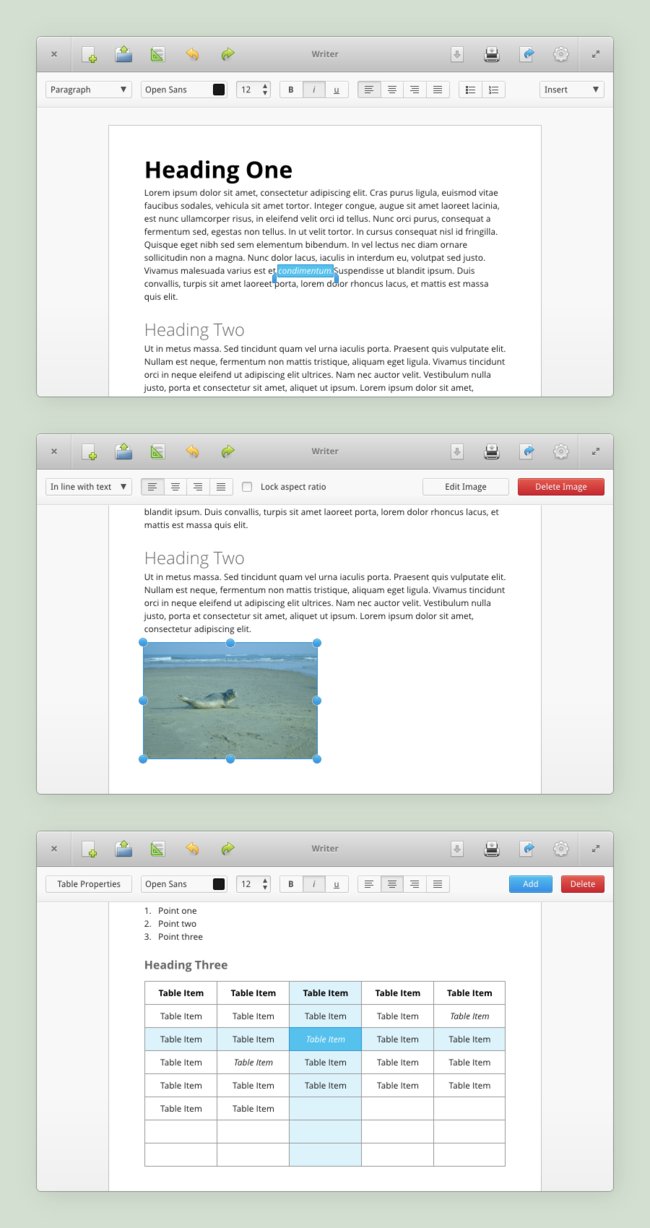 Writer
Paragraph Open Sans 12 B i u Insert
Heading One
Lorem ipsum dolor sit amet, consectetur adipiscing elit. Cras purus ligula, euismod vitae
faucibus sodales, vehicula sit amet tortor. Integer congue, augue sit amet laoreet lacinia,
est nunc ullamcorper risus, in eleifend velit orci id tellus. Nunc orci purus, consequat a
fermentum sed, egestas non tellus. In ut velit tortor. In cursus consequat nisl id fringilla.
Quisque eget nibh sed sem elementum bibendum. In vel lectus nec diam ornare
sollicitudin non a magna. Nunc dolor lacus, iaculis in interdum eu, volutpat sed justo.
Vivamus malesuada varius est et condimentum. Suspendisse ut blandit ipsum. Duis
convallis, turpis sit amet laoreet porta, lorem dolor rhoncus lacus, et mattis est massa
quis elit.
Heading Two
Ut in metus massa. Sed tincidunt quam vel urna iaculis porta. Praesent quis vulputate elit.
Nullam est neque, fermentum non mattis tristique, aliquam eget ligula. Vivamus tincidunt
orci in neque eleifend ut adipiscing elit ultrices. Nam nec auctor velit. Vestibulum nulla
justo, porta et consectetur sit amet, aliquet ut ipsum. Lorem ipsum dolor sit amet,
Writer
In line with text Lock aspect ratio Edit Image Delete Image
blandit ipsum. Duis convallis, turpis sit amet laoreet porta, lorem dolor rhoncus lacus, et
mattis est massa quis elit.
Heading Two
Ut in metus massa. Sed tincidunt quam vel urna iaculis porta. Praesent quis vulputate elit.
Nullam est neque, fermentum non mattis tristique, aliquam eget ligula. Vivamus tincidunt
orci in neque eleifend ut adipiscing elit ultrices. Nam nec auctor velit. Vestibulum nulla
justo, porta et consectetur sit amet, aliquet ut ipsum. Lorem ipsum dolor sit amet,
consectetur adipiscing elit.
Writer
Table Properties Open Sans 12 B i u Add Delete
1. Point one
2. Point two
3. Point three
Heading Three
Table Item Table Item Table Item Table Item Table Item
Table Item Table Item Table Item Table Item Table Item
Table Item Table Item Table Item Table Item Table Item
Table Item Table Item Table Item Table Item Table Item
Table Item Table Item Table Item Table Item Table Item
Table Item Table Item